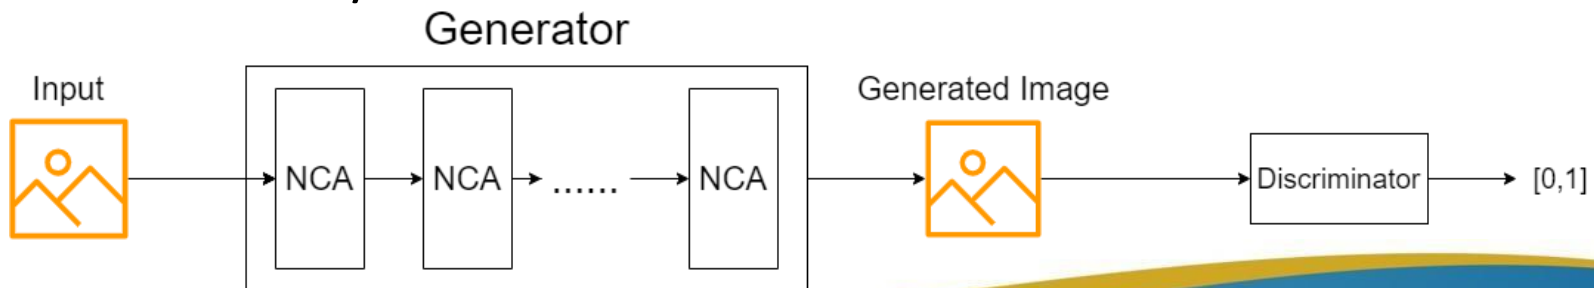 Generator
Input
Generated Image
NCA
NCA
......
NCA
Discriminator
[0,1]